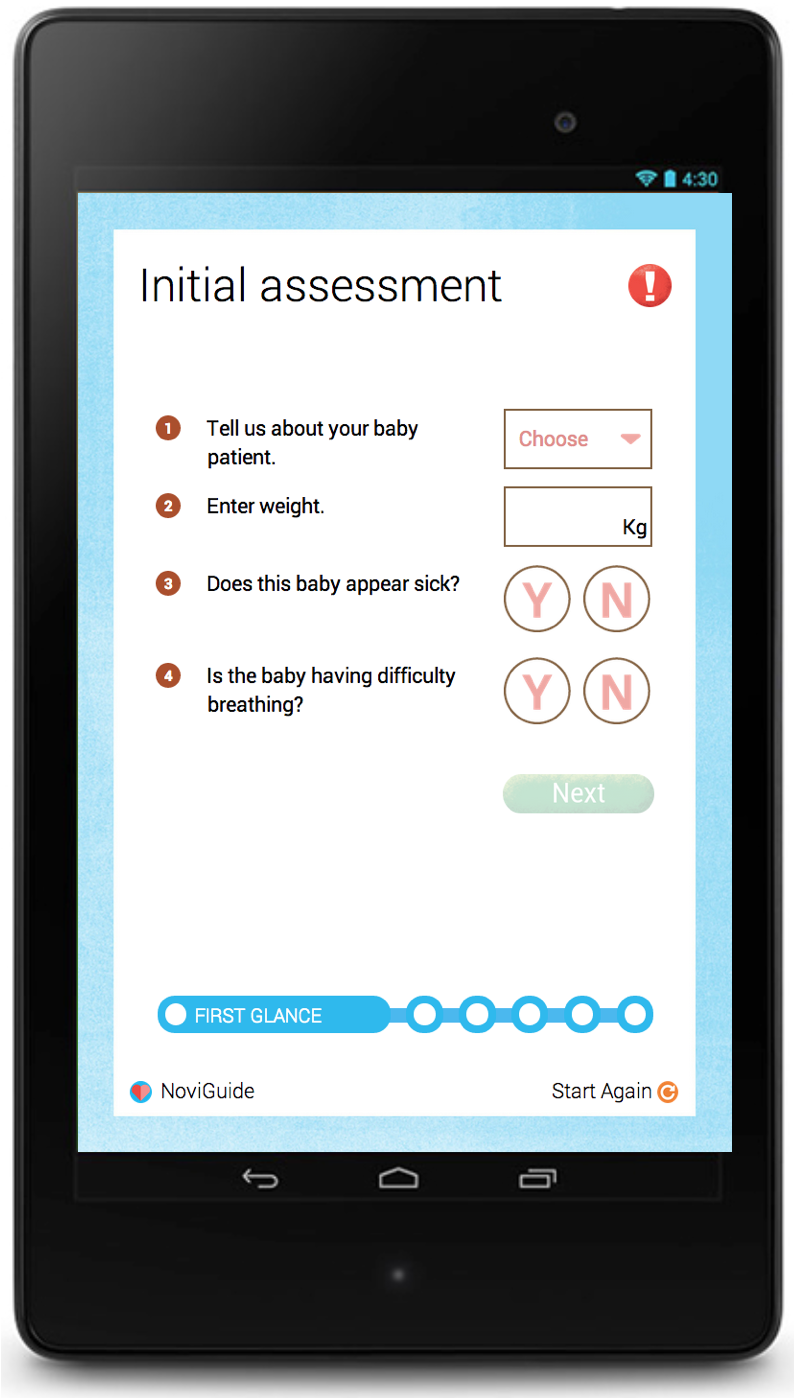 4:30
Initial assessment
!
1 Tell us about your baby
patient.
Choose
2 Enter weight.
Kg
3 Does this baby appear sick?
Y N
4 Is the baby having difficulty
breathing?
Y N
Next
FIRST GLANCE
NoviGuide
Start Again